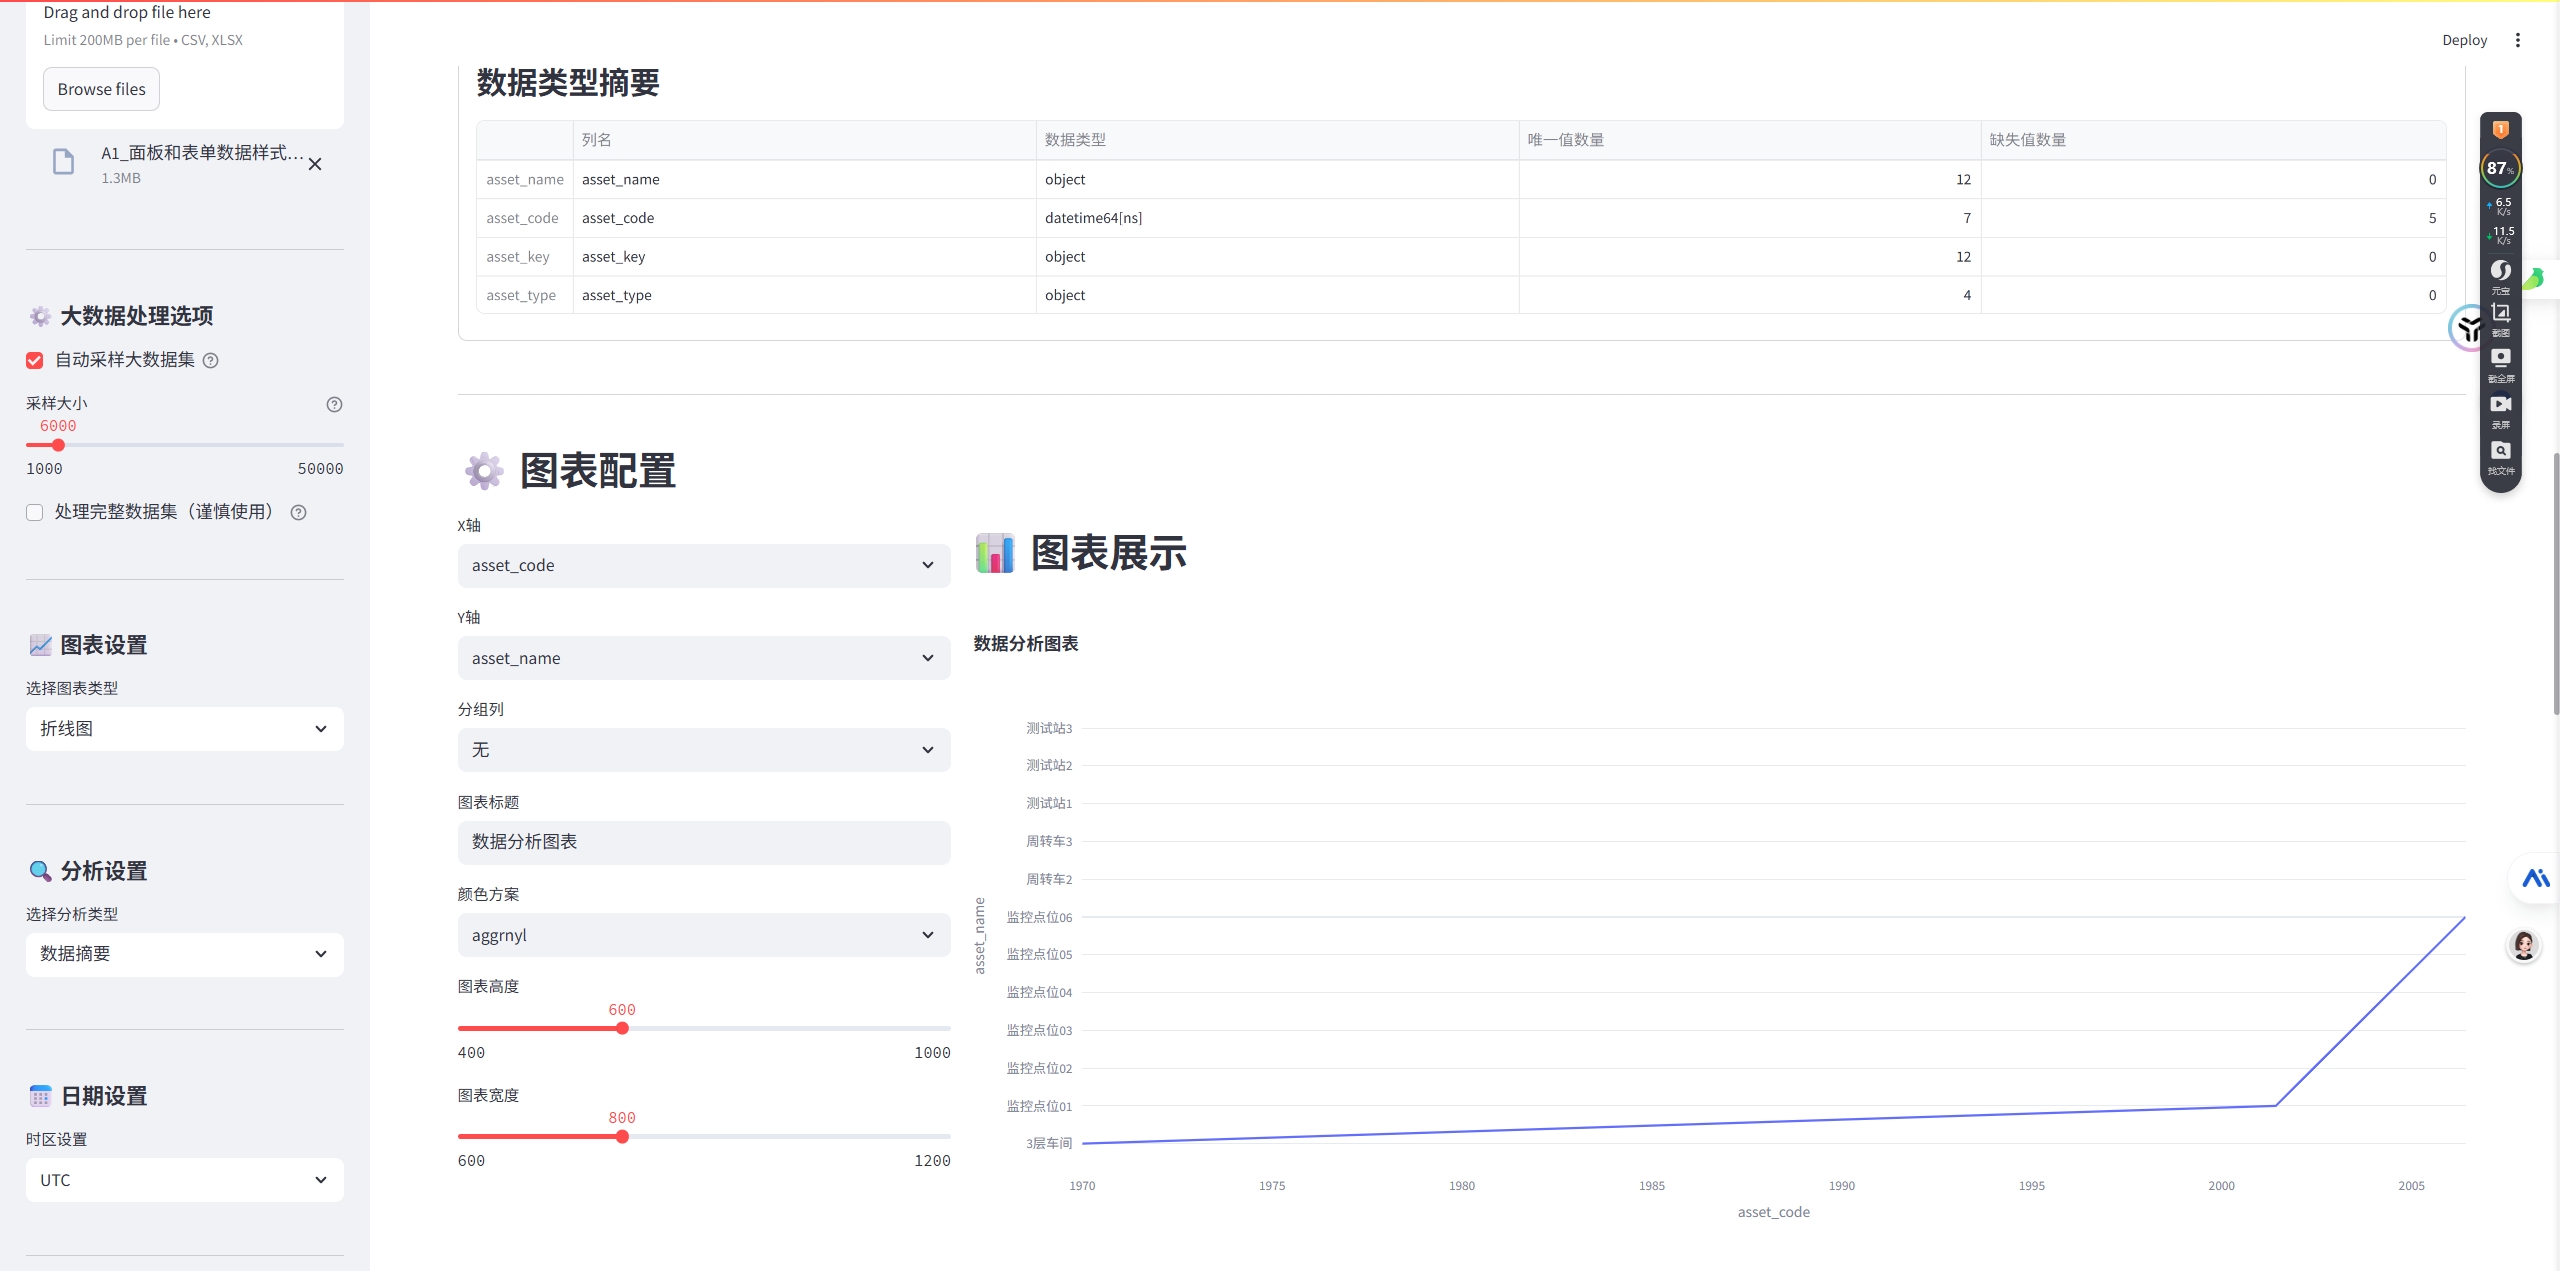 Drag and drop file here
Limit 200MB per file • CSV, XLSX
Browse files
A1_面板和表单数据样式...
1.3MB
大数据处理选项
自动采样大数据集
采样大小
6000
1000 50000
处理完整数据集（谨慎使用）
图表设置
选择图表类型
折线图
分析设置
选择分析类型
数据摘要
日期设置
时区设置
UTC
Deploy
数据类型摘要
列名 数据类型 唯一值数量 缺失值数量
asset_name asset_name object 12 0
asset_code asset_code datetime64[ns] 7 5
asset_key asset_key object 12 0
asset_type asset_type object 4 0
图表配置
X轴
asset_code
Y轴
asset_name
分组列
无
图表标题
数据分析图表
颜色方案
aggrnyl
图表高度
600
400 1000
图表宽度
800
600 1200
图表展示
数据分析图表
测试站3
测试站2
测试站1
周转车3
周转车2
监控点位06
监控点位05
监控点位04
监控点位03
监控点位02
监控点位01
3层车间
asset_name
1970 1975 1980 1985 1990 1995 2000 2005
asset_code
1
87%
6.5
K/s
11.5
K/s
元宝
截图
截全屏
录屏
找文件